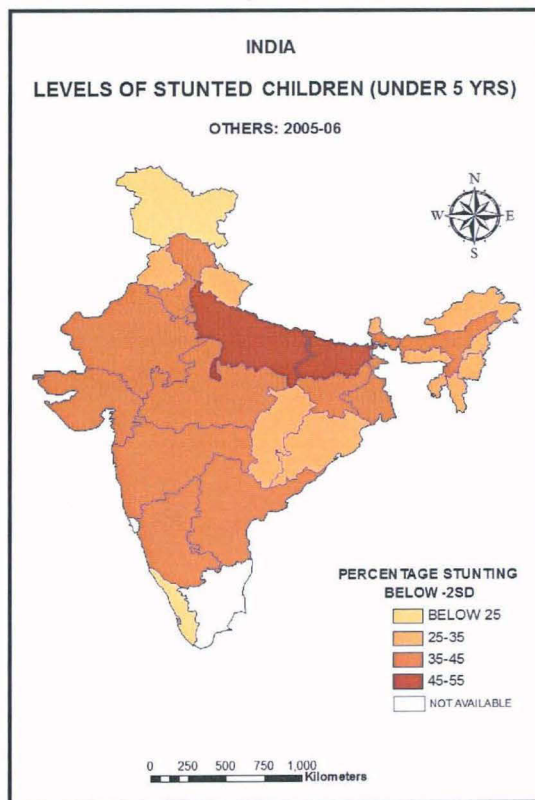 INDIA
LEVELS OF STUNTED CHILDREN (UNDER 5 YRS)
OTHERS: 2005-06
N
W
E
S
PERCENTAGE STUNTING
BELOW -2SD
BELOW 25
25-35
35-45
45-55
NOT AVAILABLE
0 250 500 750 1,000
Kilometers